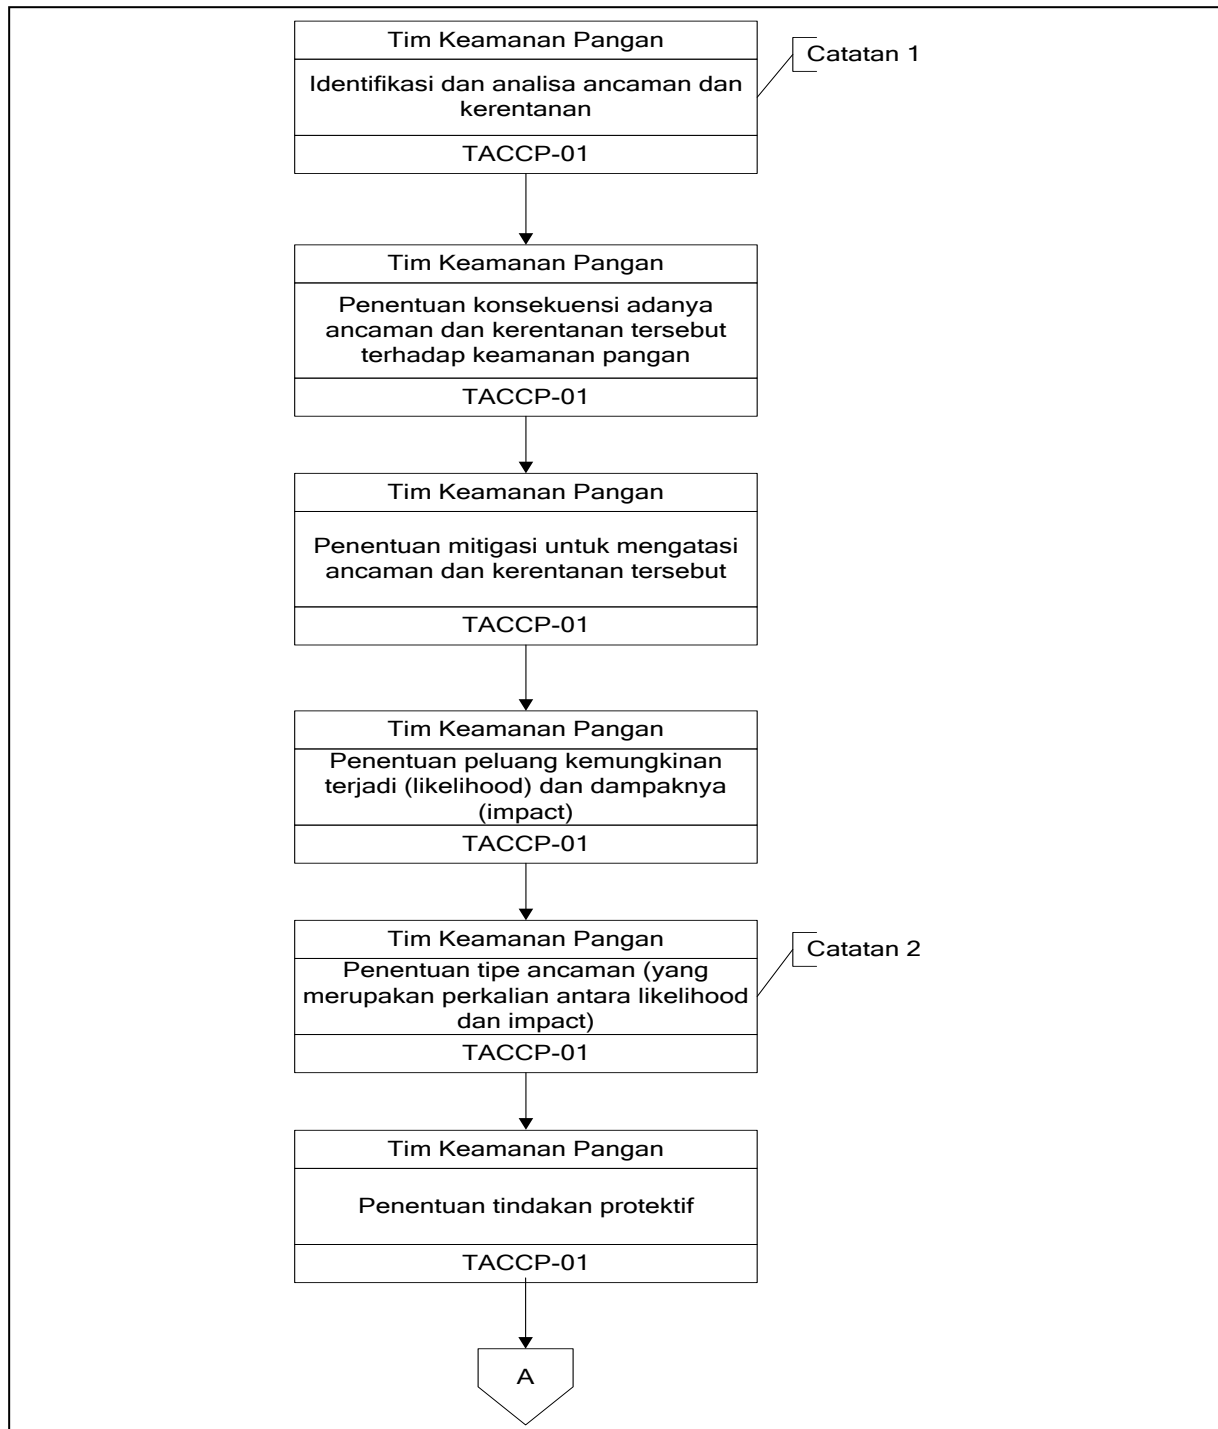 Tim Keamanan Pangan
Catatan 1
Identifikasi dan analisa ancaman dan
kerentanan
TACCP-01
Tim Keamanan Pangan
Penentuan konsekuensi adanya
ancaman dan kerentanan tersebut
terhadap keamanan pangan
TACCP-01
Tim Keamanan Pangan
Penentuan mitigasi untuk mengatasi
ancaman dan kerentanan tersebut
TACCP-01
Tim Keamanan Pangan
Penentuan peluang kemungkinan
terjadi (likelihood) dan dampaknya
(impact)
TACCP-01
Tim Keamanan Pangan
Catatan 2
Penentuan tipe ancaman (yang
merupakan perkalian antara likelihood
dan impact)
TACCP-01
Tim Keamanan Pangan
Penentuan tindakan protektif
TACCP-01
A